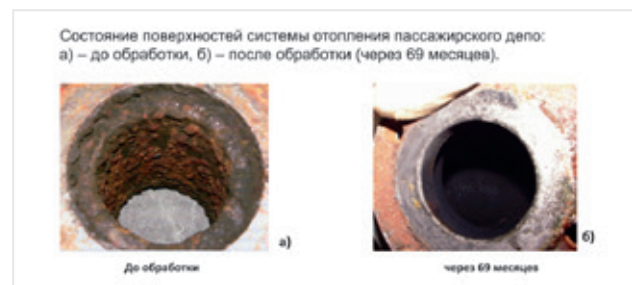 Состояние поверхностей системы отопления пассажирского депо:
а) – до обработки, б) – после обработки (через 69 месяцев).
а)
б)
До обработки
через 69 месяцев